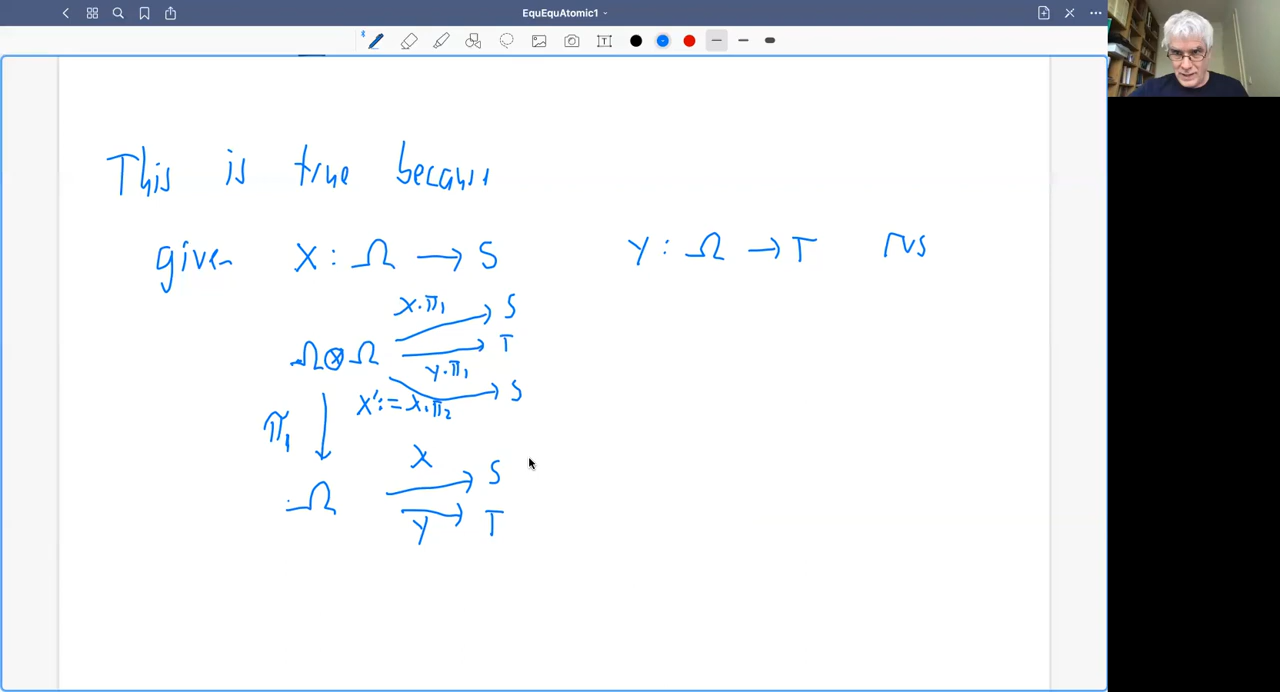 EquEquAtomic1
This is true because
given X : Ω → S Y : Ω → T rvs
X·π₁ S
Ω⊗Ω T
Y·π₁
X' := X·π₂ S
π₁
X S
Ω
Y T